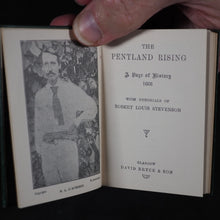 THE
PENTLAND RISING
A Page of History
1666
WITH MEMORIALS OF
ROBERT LOUIS STEVENSON
GLASGOW
DAVID BRYCE & SON